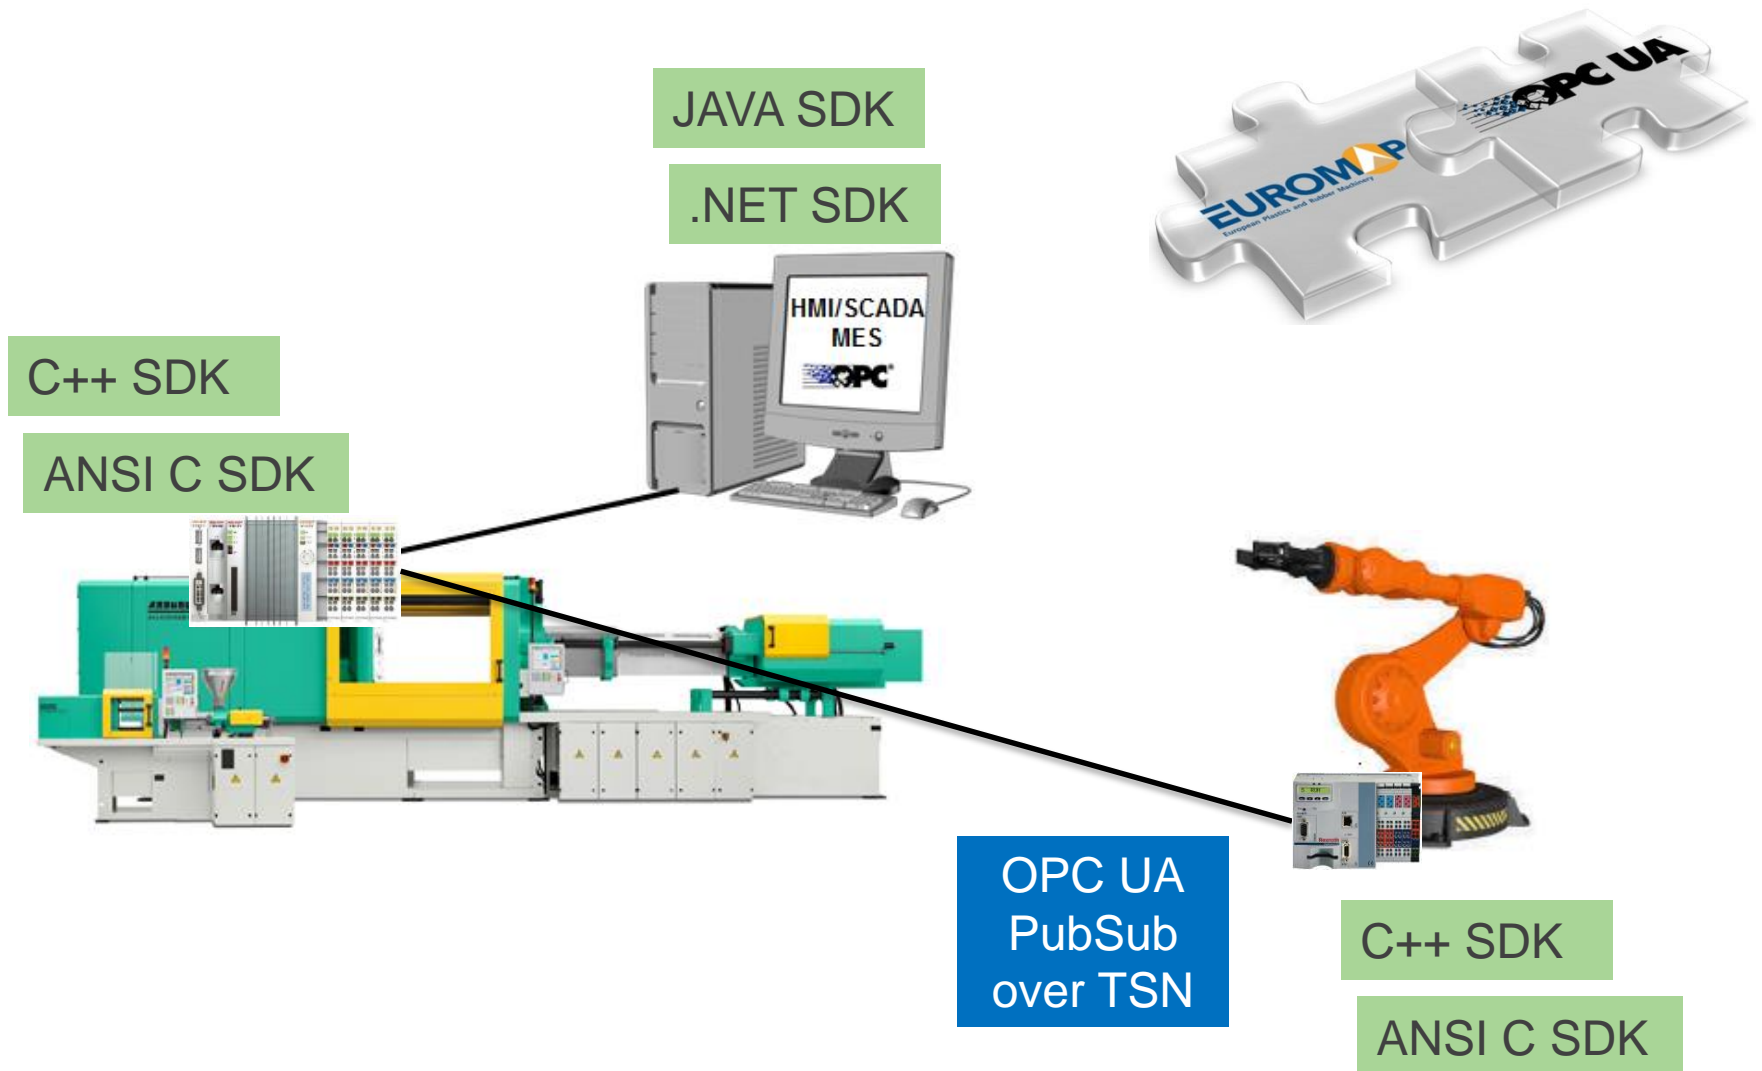 JAVA SDK
.NET SDK
OPC UA
EUROMAP
European Plastics and Rubber Machinery
HMI/SCADA
MES
OPC
C++ SDK
ANSI C SDK
OPC UA
PubSub
over TSN
C++ SDK
ANSI C SDK